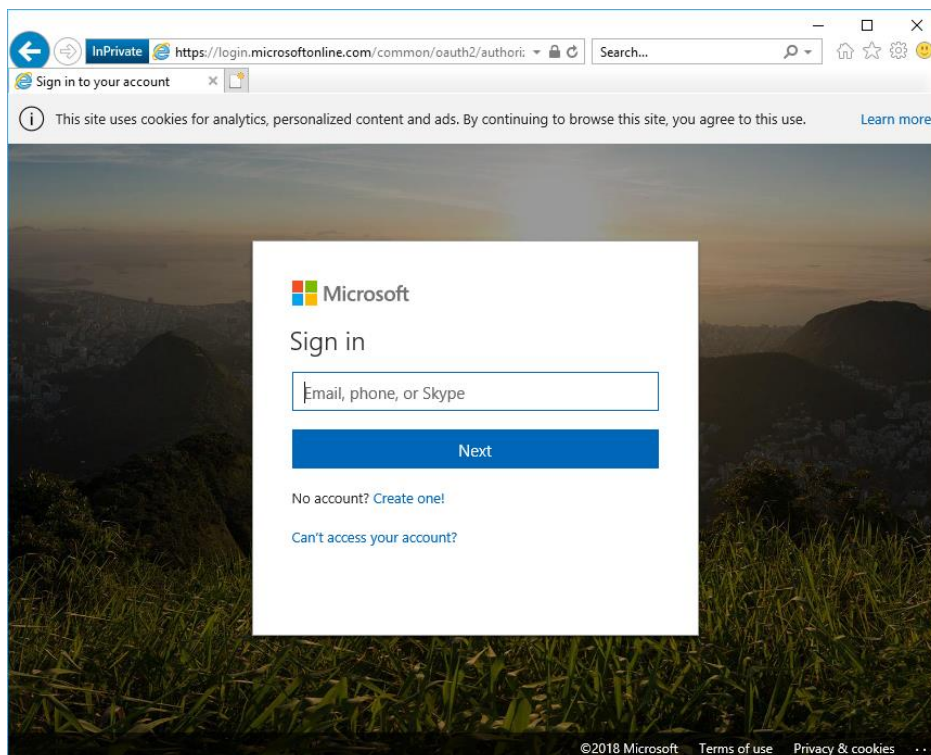 InPrivate https://login.microsoftonline.com/common/oauth2/authori: Search...
Sign in to your account
This site uses cookies for analytics, personalized content and ads. By continuing to browse this site, you agree to this use. Learn more
Microsoft
Sign in
Email, phone, or Skype
Next
No account? Create one!
Can't access your account?
©2018 Microsoft Terms of use Privacy & cookies ..